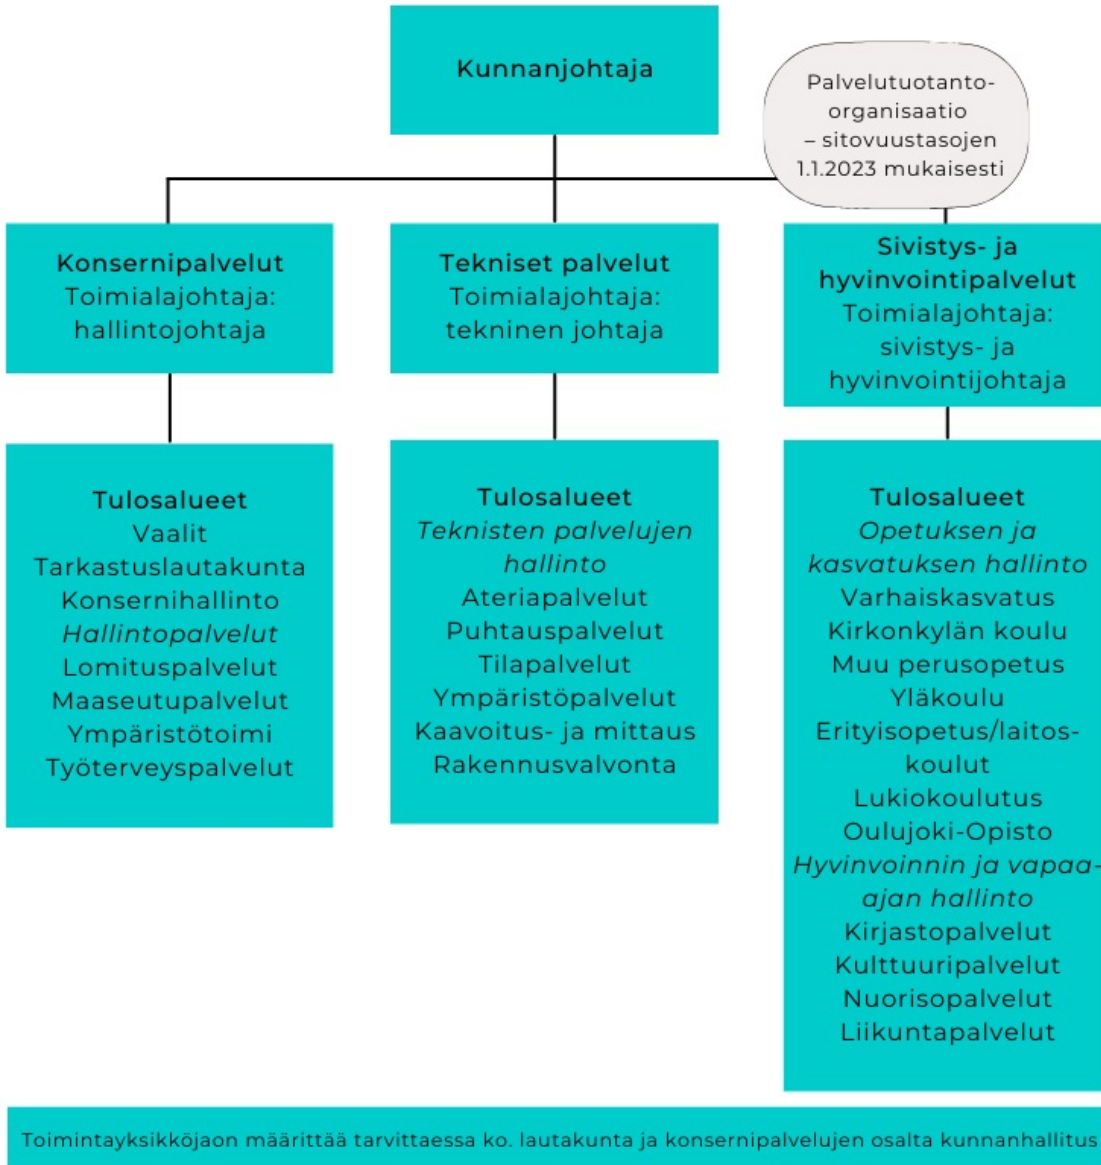 Kunnanjohtaja
Palvelutuotanto-
organisaatio
– sitovuustasojen
1.1.2023 mukaisesti
Konsernipalvelut
Toimialajohtaja:
hallintojohtaja
Tekniset palvelut
Toimialajohtaja:
tekninen johtaja
Sivistys- ja
hyvinvointipalvelut
Toimialajohtaja:
sivistys- ja
hyvinvointijohtaja
Tulosalueet
Vaalit
Tarkastuslautakunta
Konsernihallinto
Hallintopalvelut
Lomituspalvelut
Maaseutupalvelut
Ympäristötoimi
Työterveyspalvelut
Tulosalueet
Teknisten palvelujen
hallinto
Ateriapalvelut
Puhtauspalvelut
Tilapalvelut
Ympäristöpalvelut
Kaavoitus- ja mittaus
Rakennusvalvonta
Tulosalueet
Opetuksen ja
kasvatuksen hallinto
Varhaiskasvatus
Kirkonkylän koulu
Muu perusopetus
Yläkoulu
Erityisopetus/laitos-
koulut
Lukiokoulutus
Oulujoki-Opisto
Hyvinvoinnin ja vapaa-
ajan hallinto
Kirjastopalvelut
Kulttuuripalvelut
Nuorisopalvelut
Liikuntapalvelut
Toimintayksikköjaon määrittää tarvittaessa ko. lautakunta ja konsernipalvelujen osalta kunnanhallitus